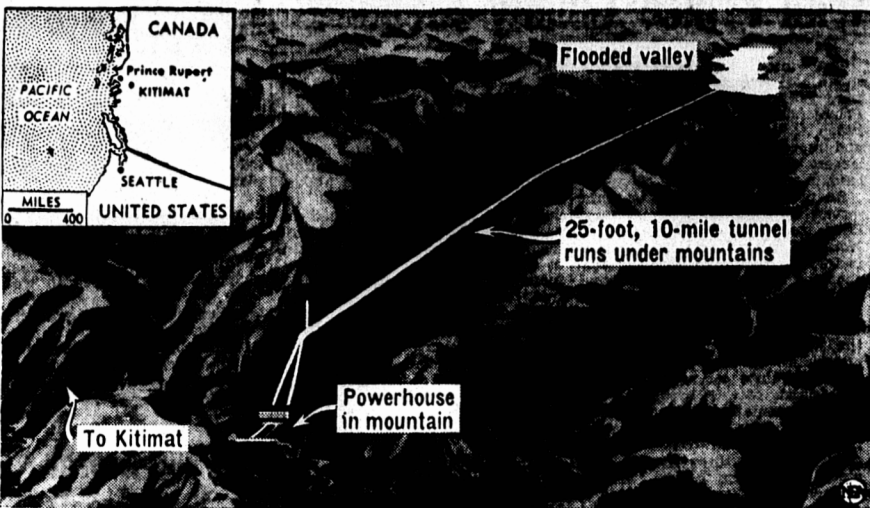 CANADA
Prince Rupert
KITIMAT
PACIFIC
OCEAN
SEATTLE
MILES
0 400
UNITED STATES
Flooded valley
25-foot, 10-mile tunnel
runs under mountains
Powerhouse
in mountain
To Kitimat